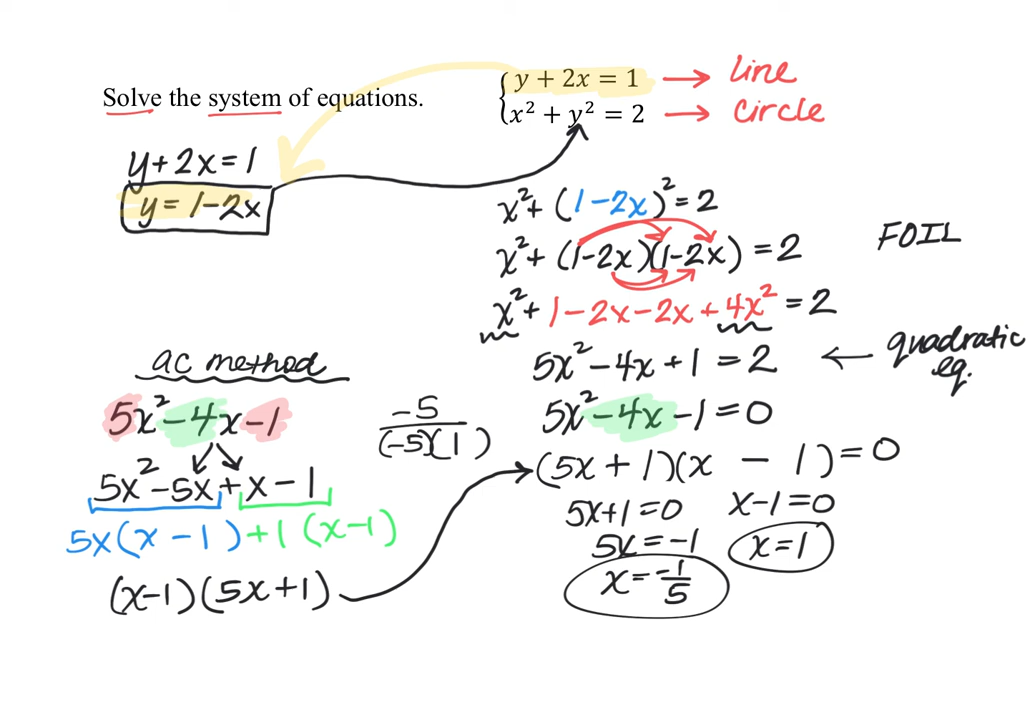 Solve the system of equations.
{y + 2x = 1 → line
x² + y² = 2 → circle
y + 2x = 1
y = 1-2x
x² + (1-2x)² = 2
x² + (1-2x)(1-2x) = 2 FOIL
x² + 1 - 2x - 2x + 4x² = 2
5x² - 4x + 1 = 2 ← quadratic eq.
5x² - 4x - 1 = 0
(5x + 1)(x - 1) = 0
5x+1=0 x-1=0
5x = -1 x = 1
x = -1/5
ac method
5x² - 4x - 1
-5
(-5)(1)
5x² - 5x + x - 1
5x(x - 1) + 1(x-1)
(x-1)(5x+1)